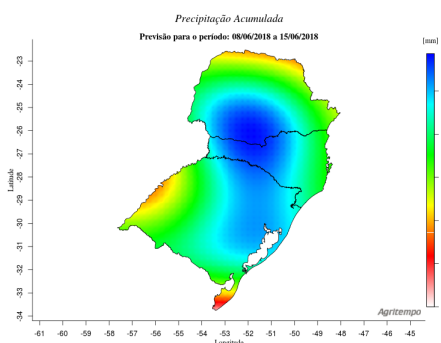 Precipitação Acumulada
Previsão para o período: 08/06/2018 a 15/06/2018
[mm]
-23
-24
-25
-26
-27
-28
-29
-30
-31
-32
-33
-34
Latitude
-61 -60 -59 -58 -57 -56 -55 -54 -53 -52 -51 -50 -49 -48 -47 -46 -45
Longitude
Agritempo